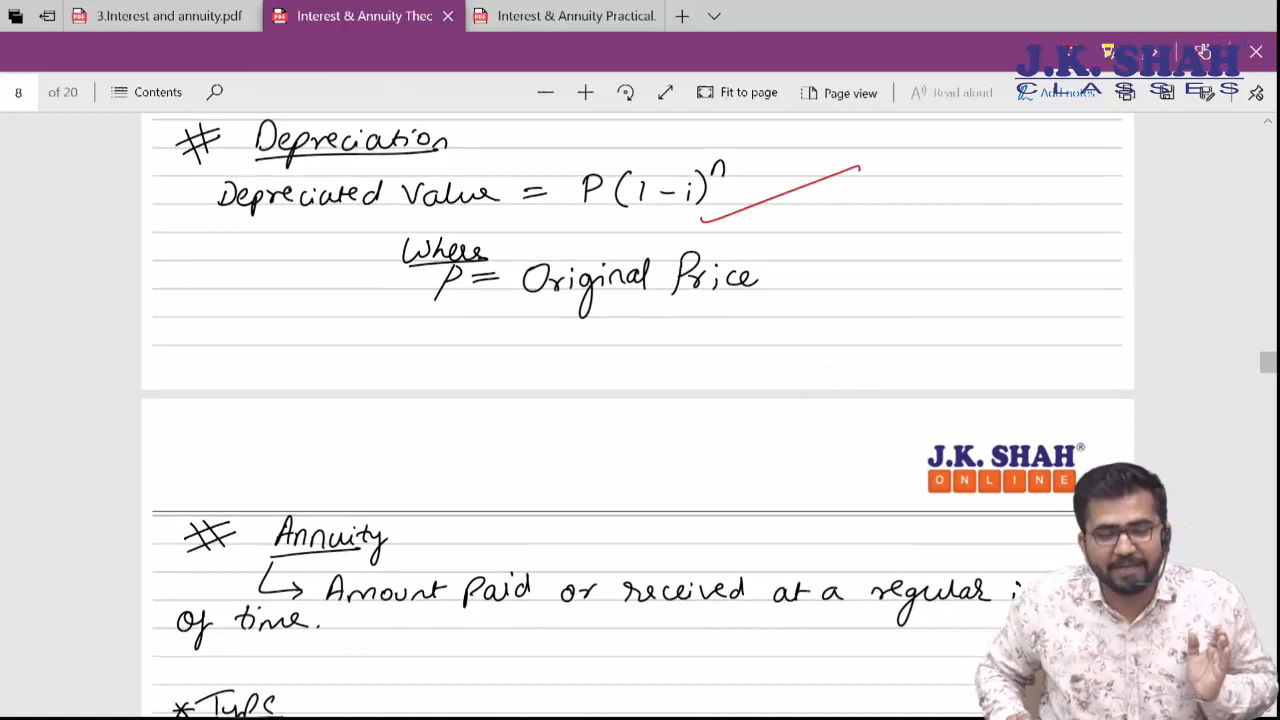 3.Interest and annuity.pdf
Interest & Annuity Theo
Interest & Annuity Practical.
J.K. SHAH
CLASSES
8 of 20
Contents
Fit to page
Page view
Read aloud
# Depreciation
Depreciated Value = P(1-i)^n
Where
P = Original Price
J.K. SHAH®
ONLINE
# Annuity
↳ Amount Paid or received at a regular i
of time.
* Type